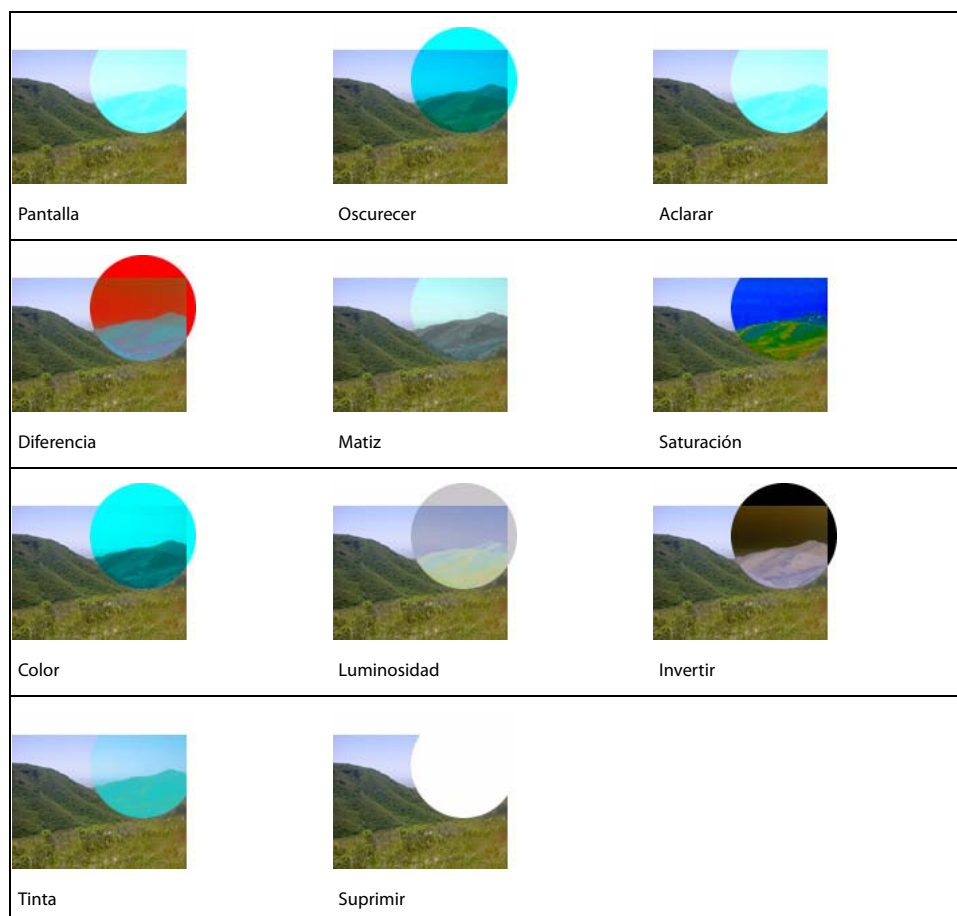 Pantalla
Oscurecer
Aclarar
Diferencia
Matiz
Saturación
Color
Luminosidad
Invertir
Tinta
Suprimir